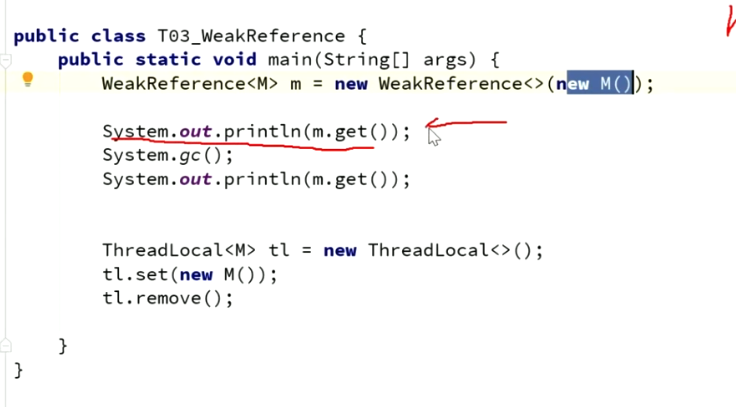 public class T03_WeakReference {
public static void main(String[] args) {
WeakReference<M> m = new WeakReference<>(new M());
System.out.println(m.get());
System.gc();
System.out.println(m.get());
ThreadLocal<M> tl = new ThreadLocal<>();
tl.set(new M());
tl.remove();
}
}